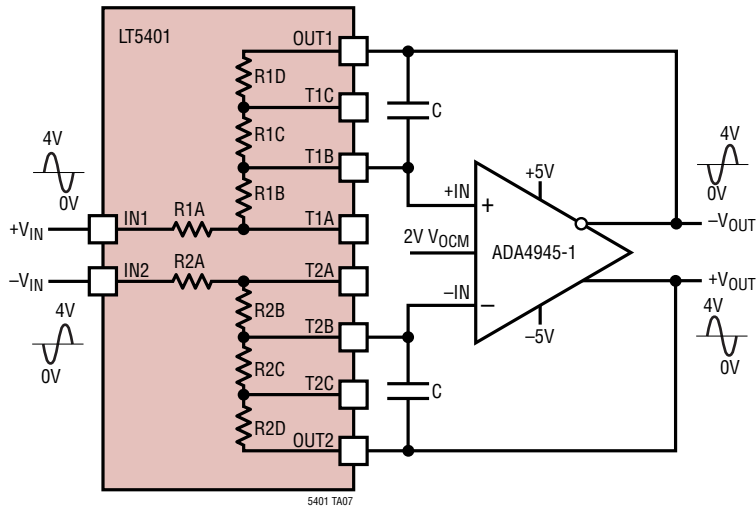 LT5401
OUT1
R1D
T1C
R1C
C
4V
0V
T1B
R1B
4V
0V
+5V
+IN
+
+VIN
IN1
R1A
T1A
–VOUT
2V VOCM
ADA4945-1
–VIN
IN2
R2A
T2A
+VOUT
–IN
–
R2B
4V
0V
T2B
–5V
4V
0V
R2C
T2C
C
R2D
OUT2
5401 TA07